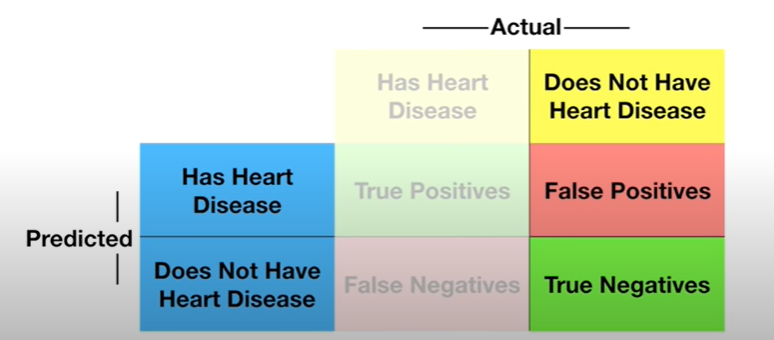 Actual
Has Heart
Disease
Does Not Have
Heart Disease
Has Heart
Disease
True Positives
False Positives
Predicted
Does Not Have
Heart Disease
False Negatives
True Negatives